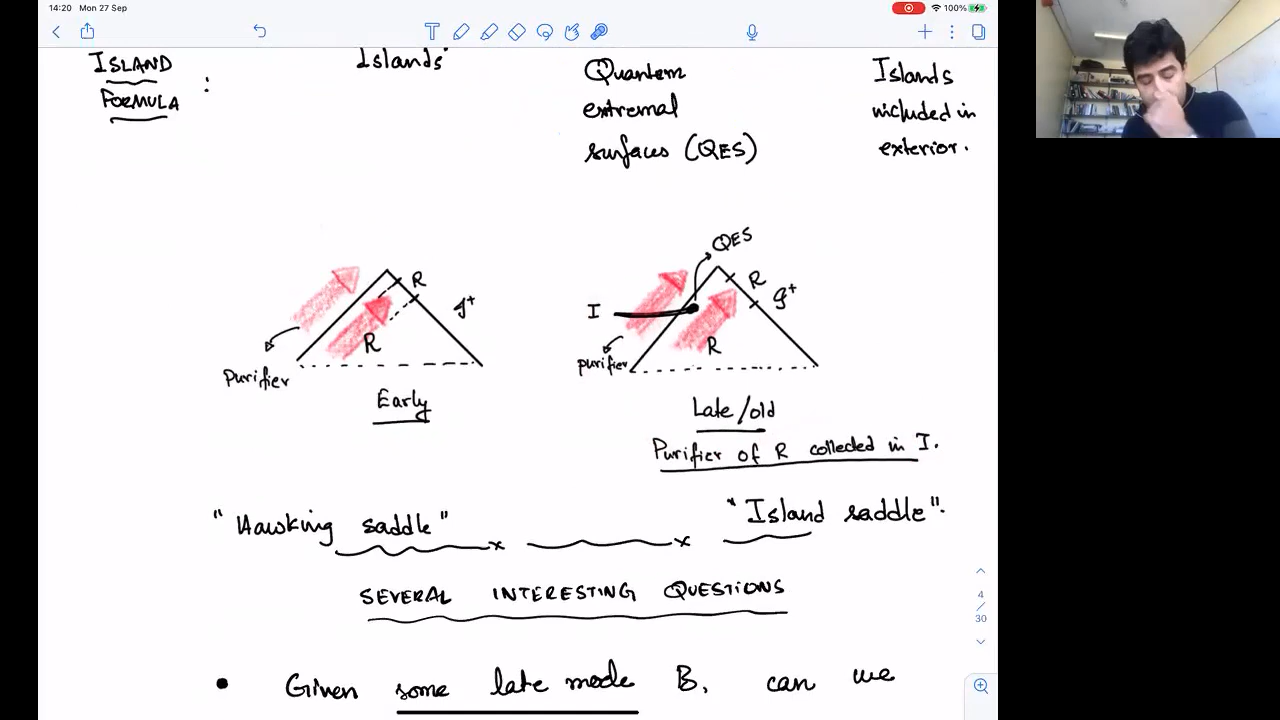 14:20 Mon 27 Sep
100%
ISLAND
FORMULA :
Islands
Quantum
extremal
surfaces (QES)
Islands
included in
exterior.
R
g+
R
Purifier
Early
QES
R
g+
I
R
purifier
Late/old
Purifier of R collected in I.
"Hawking saddle"
"Island saddle".
SEVERAL INTERESTING QUESTIONS
• Given some late mode B, can we
4
/
30